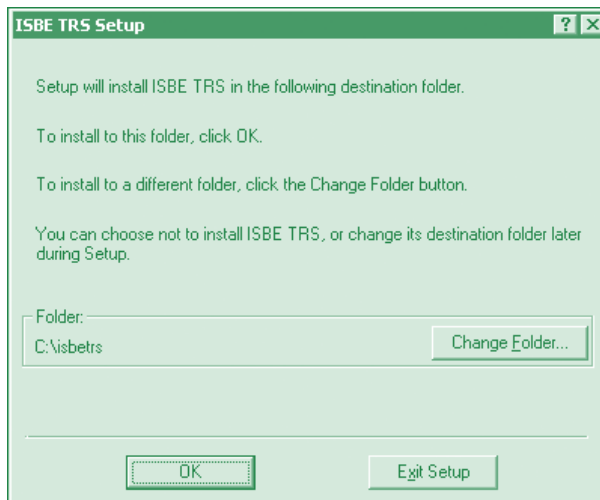 ISBE TRS Setup
Setup will install ISBE TRS in the following destination folder.
To install to this folder, click OK.
To install to a different folder, click the Change Folder button.
You can choose not to install ISBE TRS, or change its destination folder later
during Setup.
Folder:
C:\isbetrs
Change Folder...
OK
Exit Setup